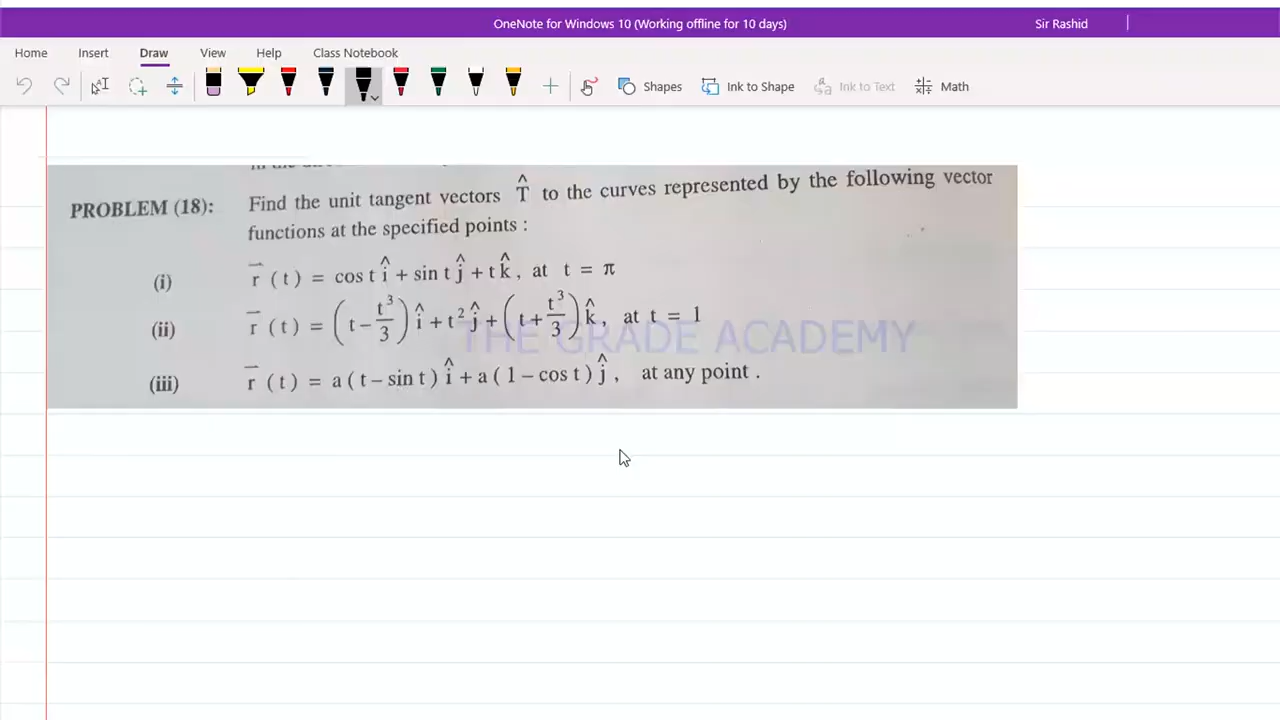 OneNote for Windows 10 (Working offline for 10 days)
Sir Rashid
Home Insert Draw View Help Class Notebook
Shapes Ink to Shape Ink to Text Math
PROBLEM (18): Find the unit tangent vectors T̂ to the curves represented by the following vector
functions at the specified points :
(i) r⃗ (t) = cos t î + sin t ĵ + t k̂, at t = π
(ii) r⃗ (t) = (t − t³/3) î + t² ĵ + (t + t³/3) k̂, at t = 1
THE GRADE ACADEMY
(iii) r⃗ (t) = a (t − sin t) î + a (1 − cos t) ĵ, at any point .